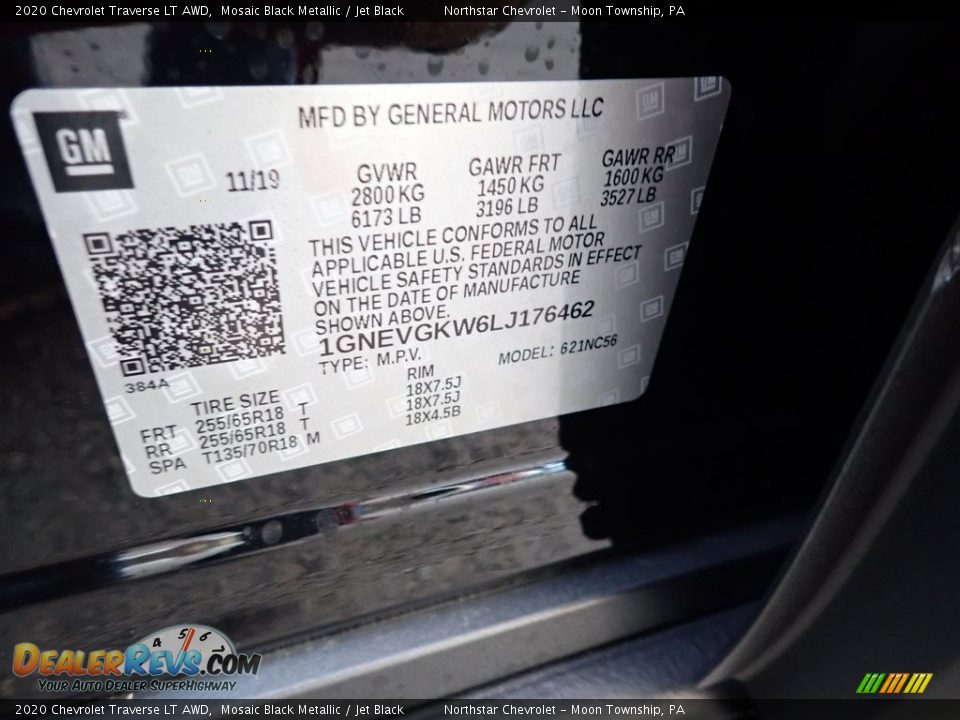 2020 Chevrolet Traverse LT AWD, Mosaic Black Metallic / Jet Black Northstar Chevrolet - Moon Township, PA
MFD BY GENERAL MOTORS LLC
GM
11/19
GVWR GAWR FRT GAWR RR
2800 KG 1450 KG 1600 KG
6173 LB 3196 LB 3527 LB
THIS VEHICLE CONFORMS TO ALL
APPLICABLE U.S. FEDERAL MOTOR
VEHICLE SAFETY STANDARDS IN EFFECT
ON THE DATE OF MANUFACTURE
SHOWN ABOVE.
1GNEVGKW6LJ176462
TYPE: M.P.V. MODEL: 621NC56
384A
TIRE SIZE RIM
FRT 255/65R18 T 18X7.5J
RR 255/65R18 T 18X7.5J
SPA T135/70R18 M 18X4.5B
4 5 6
DealerRevs.com
Your Auto Dealer SuperHighway
2020 Chevrolet Traverse LT AWD, Mosaic Black Metallic / Jet Black Northstar Chevrolet - Moon Township, PA